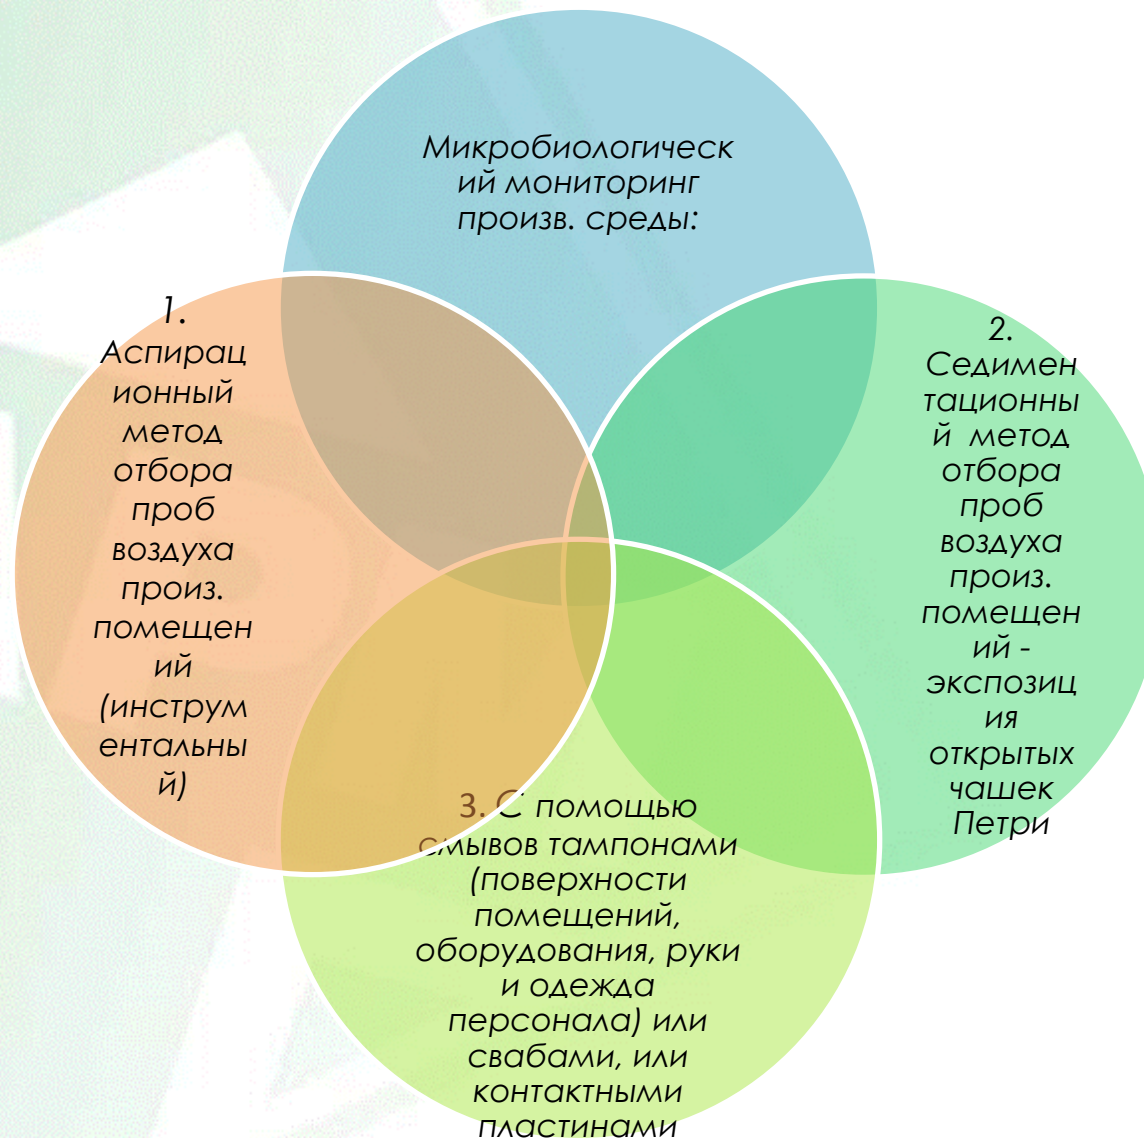 Микробиологическ
ий мониторинг
произв. среды:
1.
Аспирац
ионный
метод
отбора
проб
воздуха
произ.
помещен
ий
(инструм
ентальны
й)
2.
Седимен
тационны
й метод
отбора
проб
воздуха
произ.
помещен
ий -
экспозиц
ия
открытых
чашек
Петри
3. С помощью
смывов тампонами
(поверхности
помещений,
оборудования, руки
и одежда
персонала) или
свабами, или
контактными
пластинами